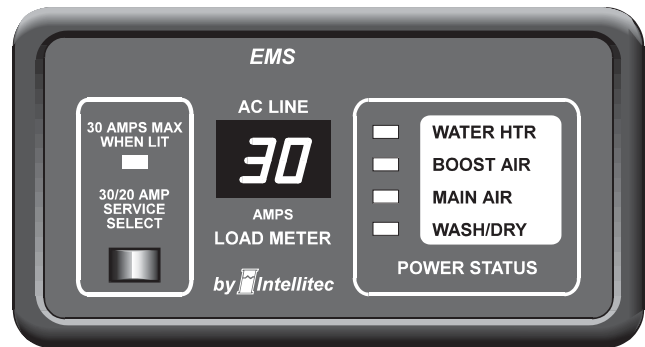 EMS
30 AMPS MAX
WHEN LIT
30/20 AMP
SERVICE
SELECT
AC LINE
30
AMPS
LOAD METER
by Intellitec
WATER HTR
BOOST AIR
MAIN AIR
WASH/DRY
POWER STATUS